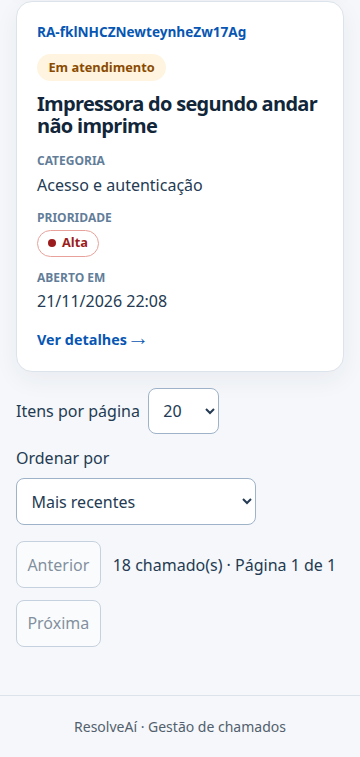 RA-fklNHCZNewteynheZw17Ag
Em atendimento
Impressora do segundo andar
não imprime
CATEGORIA
Acesso e autenticação
PRIORIDADE
Alta
ABERTO EM
21/11/2026 22:08
Ver detalhes →
Itens por página 20
Ordenar por
Mais recentes
Anterior 18 chamado(s) · Página 1 de 1
Próxima
ResolveAí · Gestão de chamados